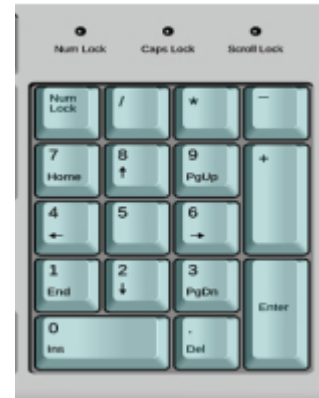 Num Lock Caps Lock Scroll Lock
Num
Lock
/ * −
7 8 9 +
Home ↑ PgUp
4 5 6
← →
1 2 3
End ↓ PgDn
Enter
0 .
Ins Del